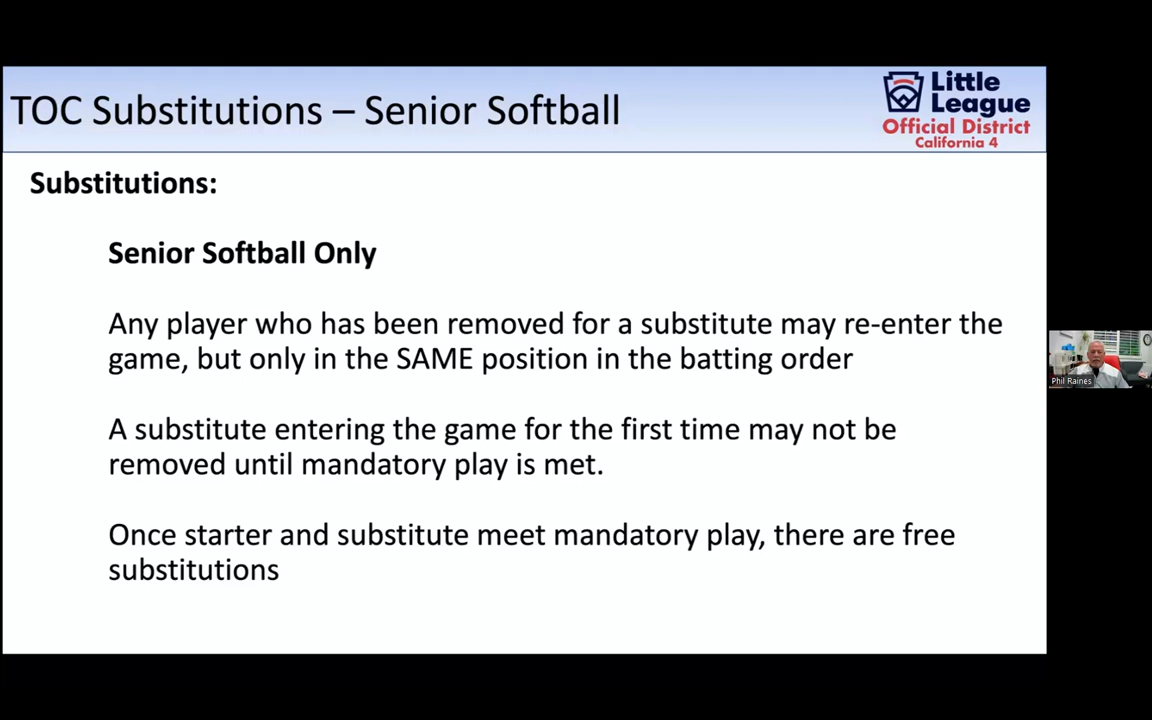 TOC Substitutions – Senior Softball
Little
League
Official District
California 4
Substitutions:
Senior Softball Only
Any player who has been removed for a substitute may re-enter the
game, but only in the SAME position in the batting order
A substitute entering the game for the first time may not be
removed until mandatory play is met.
Once starter and substitute meet mandatory play, there are free
substitutions
Phil Raines